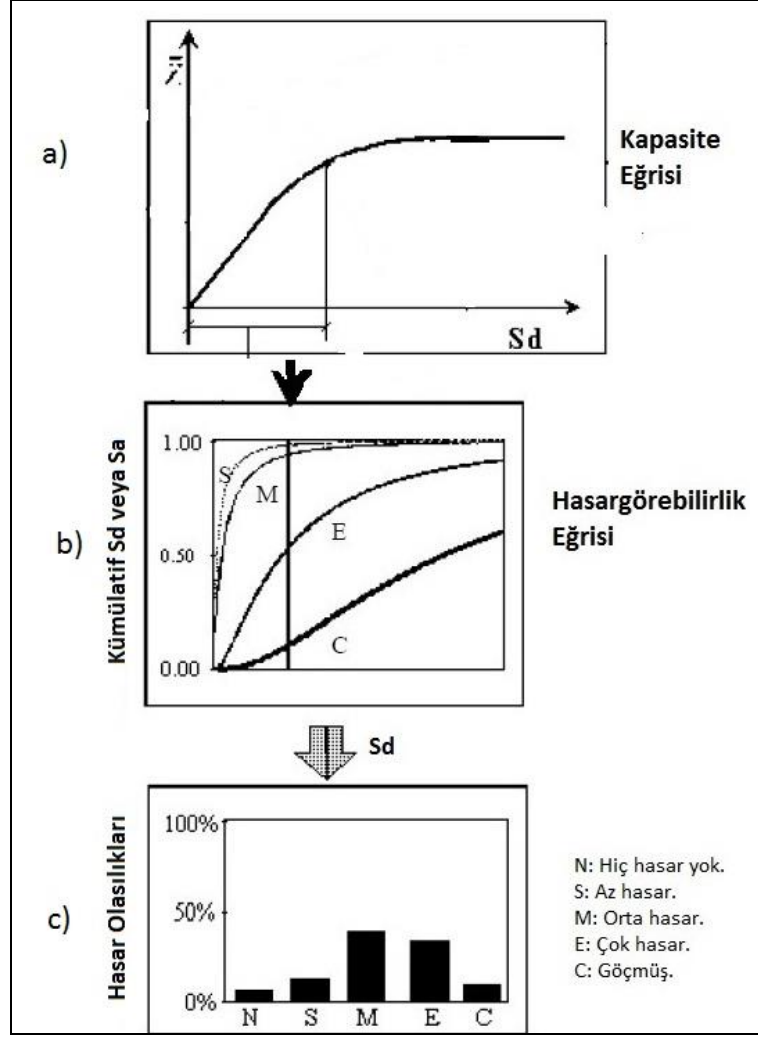 a)
Kapasite
Eğrisi
Sd
b)
Kümülatif Sd veya Sa
1.00
0.50
0.00
S
M
E
C
Hasargörebilirlik
Eğrisi
Sd
c)
Hasar Olasılıkları
100%
50%
0%
N S M E C
N: Hiç hasar yok.
S: Az hasar.
M: Orta hasar.
E: Çok hasar.
C: Göçmüş.